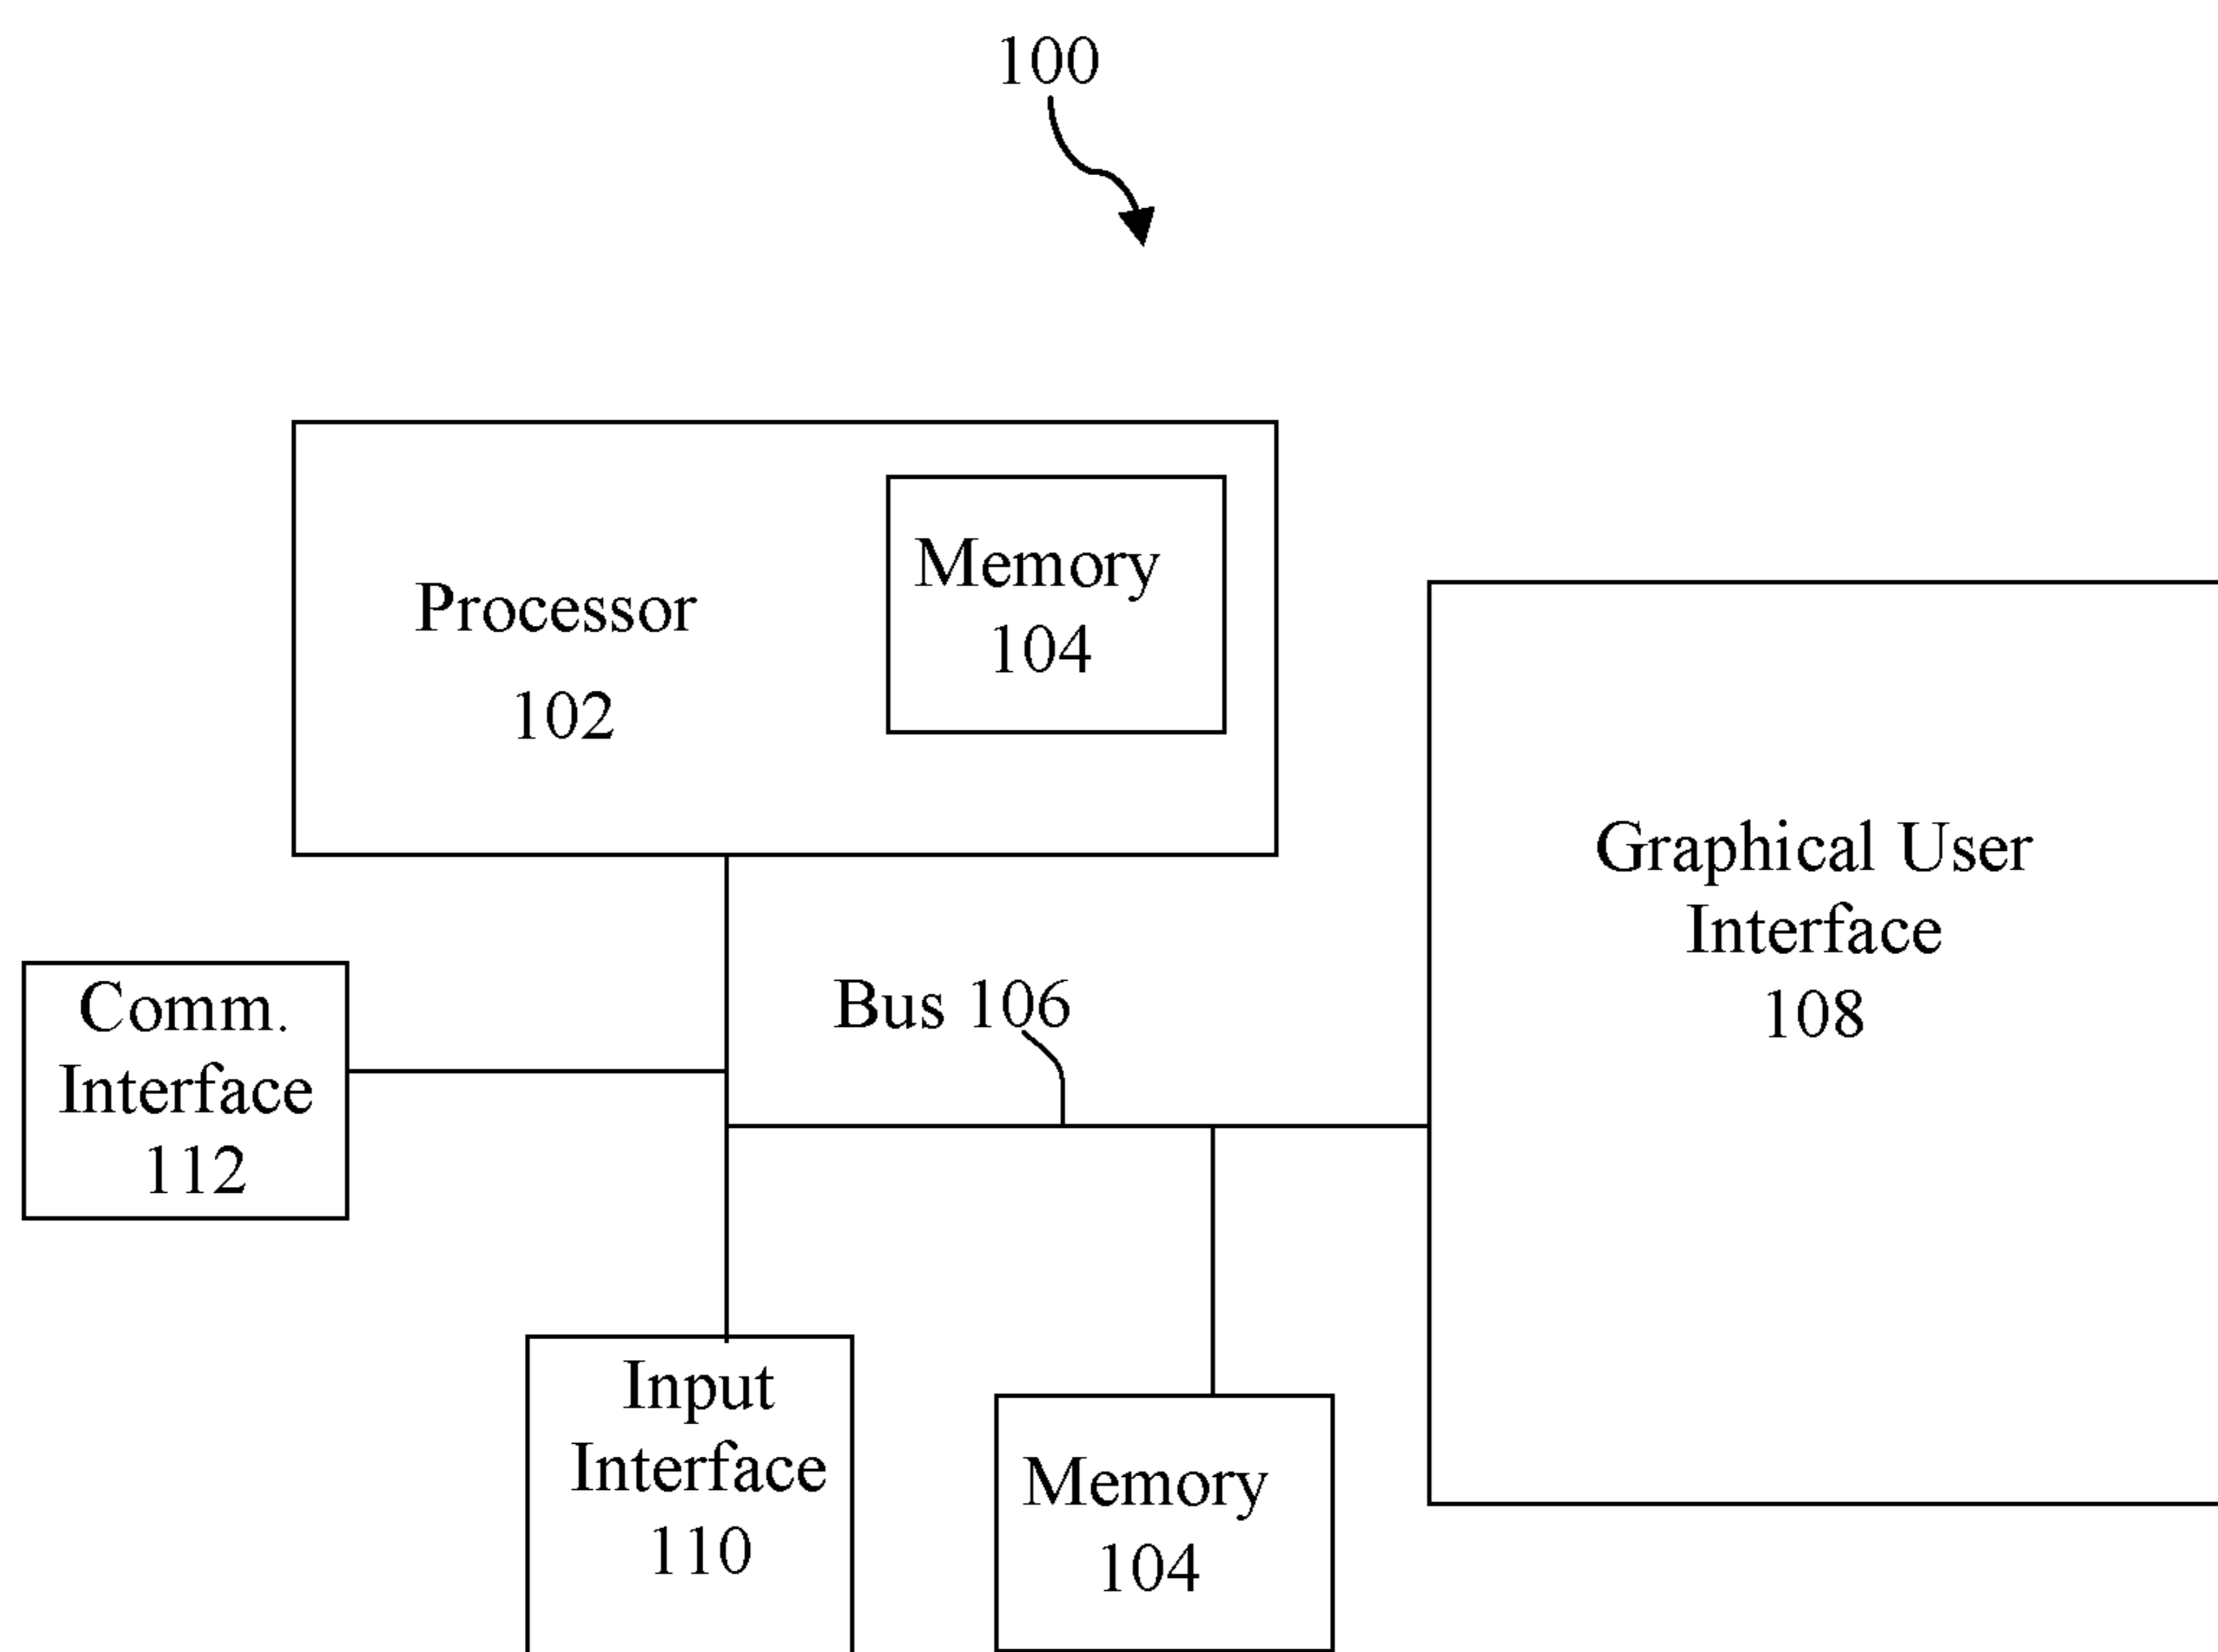 100
Processor
102
Memory
104
Graphical User
Interface
108
Comm.
Interface
112
Bus 106
Input
Interface
110
Memory
104